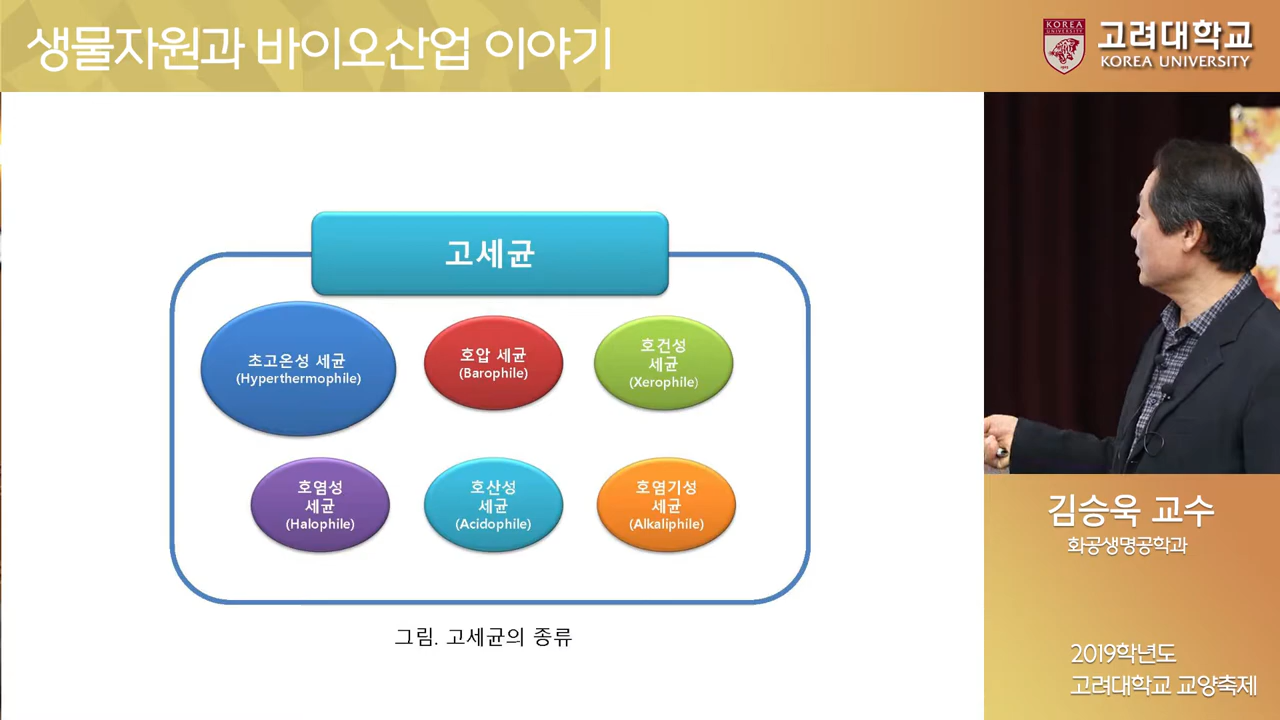 생물자원과 바이오산업 이야기
KOREA
UNIVERSITY
고려대학교
KOREA UNIVERSITY
고세균
초고온성 세균
(Hyperthermophile)
호압 세균
(Barophile)
호건성
세균
(Xerophile)
호염성
세균
(Halophile)
호산성
세균
(Acidophile)
호염기성
세균
(Alkaliphile)
그림. 고세균의 종류
김승욱 교수
화공생명공학과
2019학년도
고려대학교 교양축제